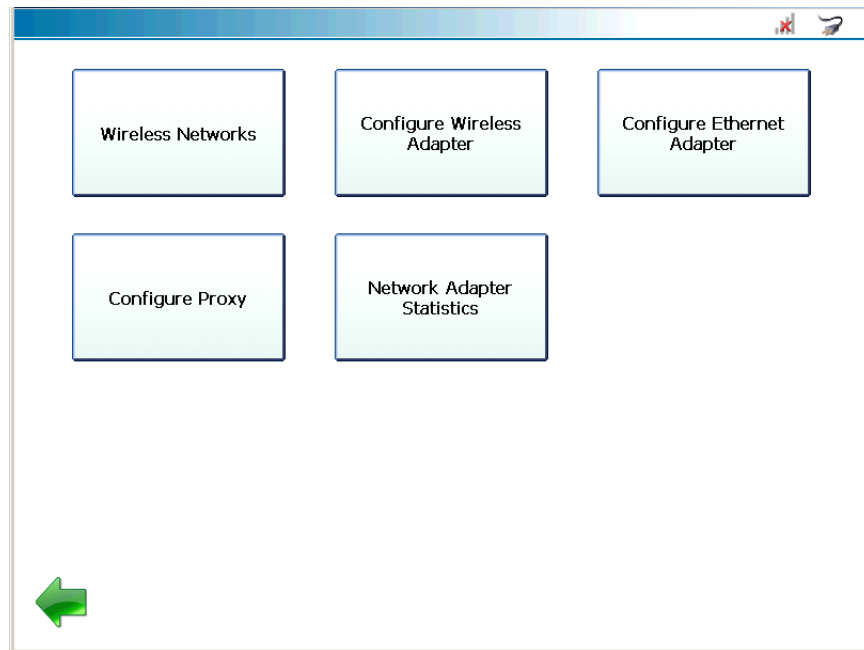 Wireless Networks
Configure Wireless
Adapter
Configure Ethernet
Adapter
Configure Proxy
Network Adapter
Statistics